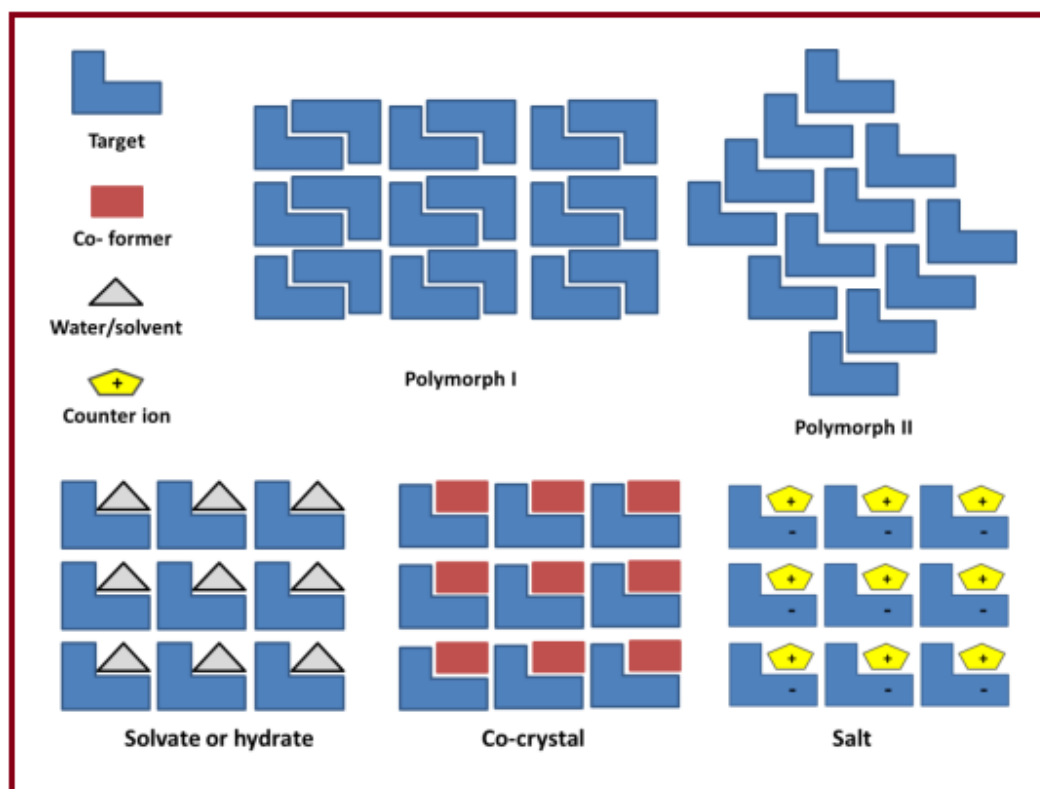 Target
Co- former
Water/solvent
+
Counter ion
Polymorph I
Polymorph II
Solvate or hydrate
Co-crystal
+ + +
- - -
+ + +
- - -
+ + +
- - -
Salt